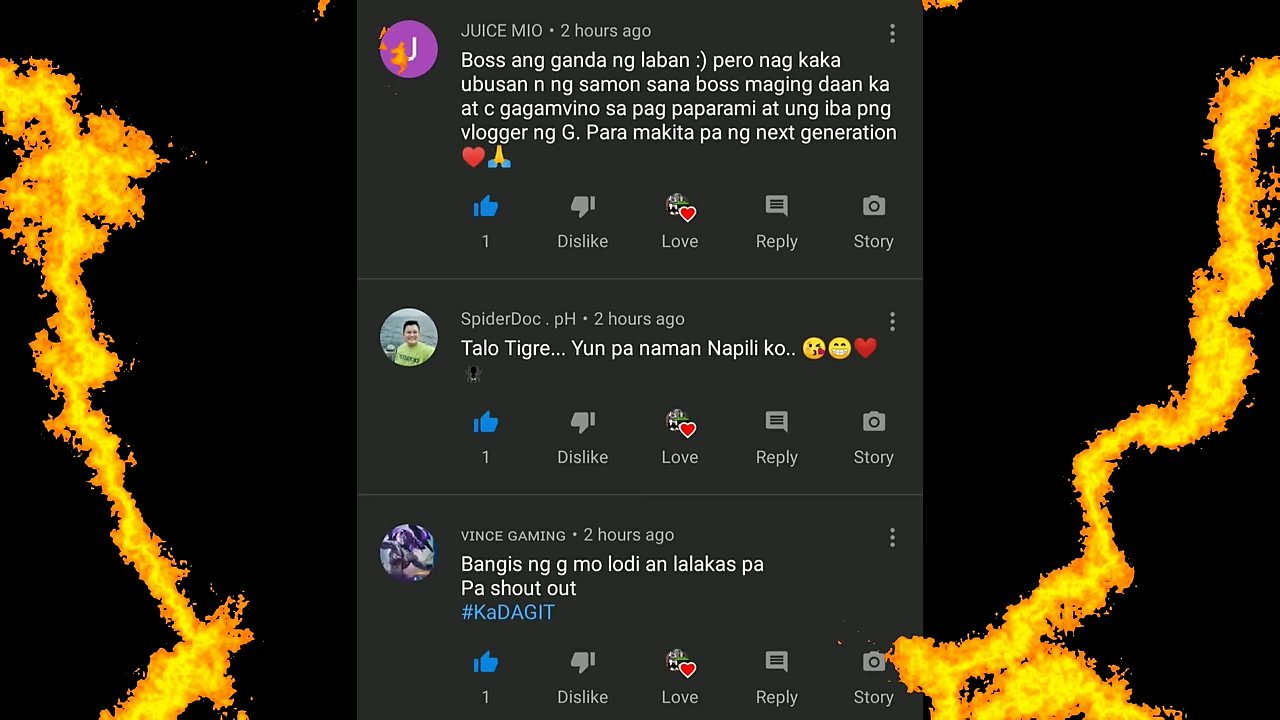 JUICE MIO • 2 hours ago
Boss ang ganda ng laban :) pero nag kaka
ubusan n ng samon sana boss maging daan ka
at c gagamvino sa pag paparami at ung iba png
vlogger ng G. Para makita pa ng next generation
❤️🙏
1 Dislike Love Reply Story
SpiderDoc . pH • 2 hours ago
Talo Tigre... Yun pa naman Napili ko.. 😘😁❤️
🕷️
1 Dislike Love Reply Story
VINCE GAMING • 2 hours ago
Bangis ng g mo lodi an lalakas pa
Pa shout out
#KaDAGIT
1 Dislike Love Reply Story